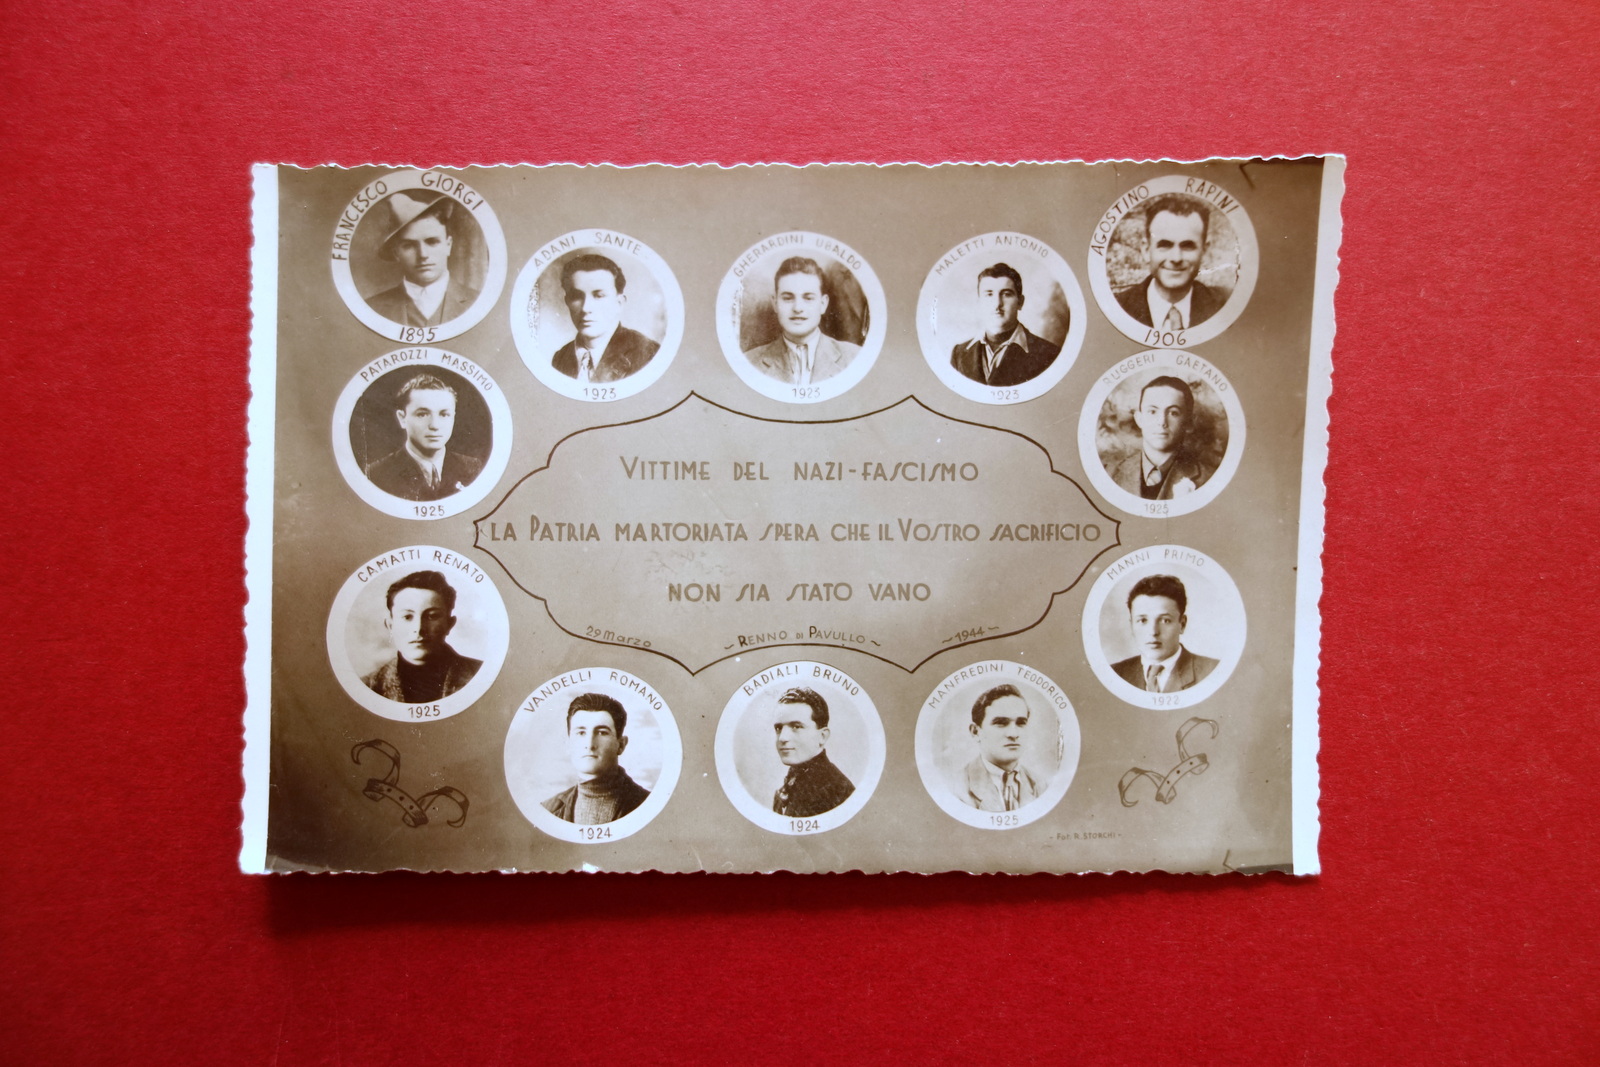 FRANCESCO GIORGI
1895
ADANI SANTE
1923
GHERARDINI UBALDO
1923
MALETTI ANTONIO
1923
AGOSTINO RAPINI
1906
PATAROZZI MASSIMO
1925
RUGGERI GAETANO
1925
VITTIME DEL NAZI-FASCISMO
LA PATRIA MARTORIATA SPERA CHE IL VOSTRO SACRIFICIO
NON SIA STATO VANO
29 Marzo ~ RENNO DI PAVULLO ~ ~1944~
CAMATTI RENATO
1925
MANNI PRIMO
1922
VANDELLI ROMANO
1924
BADIALI BRUNO
1924
MANFREDINI TEODORICO
1925
- FOT. R. STORCHI -